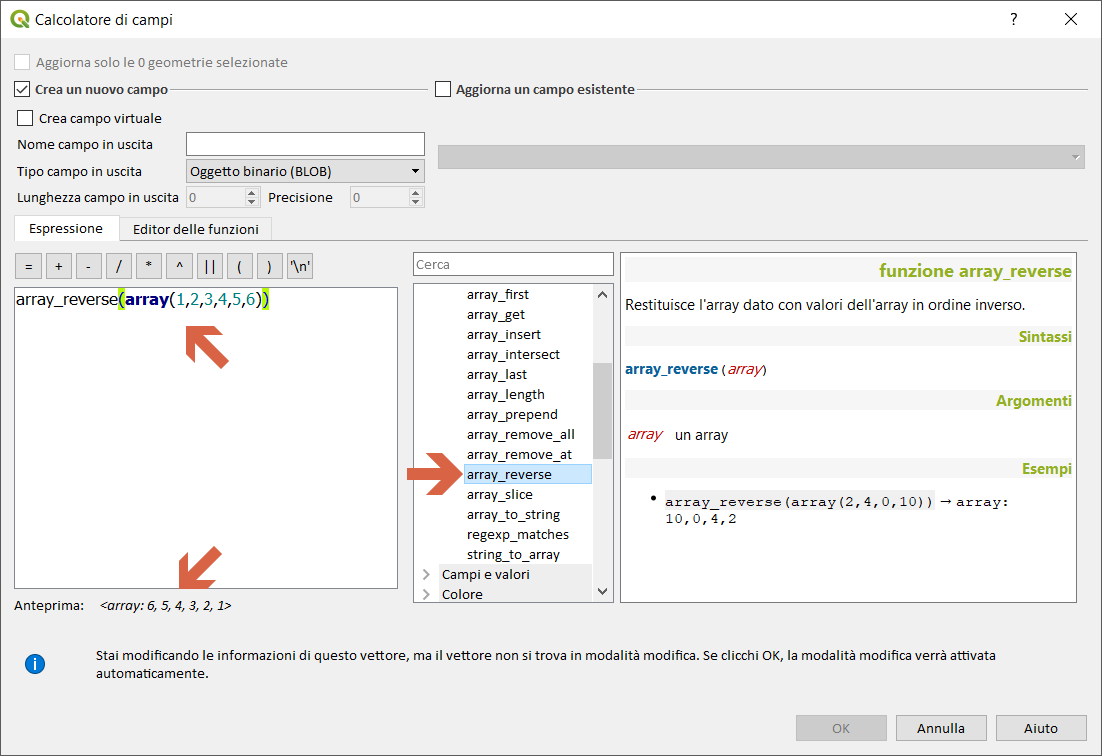 Calcolatore di campi
?
Aggiorna solo le 0 geometrie selezionate
Crea un nuovo campo
Aggiorna un campo esistente
Crea campo virtuale
Nome campo in uscita
Tipo campo in uscita Oggetto binario (BLOB)
Lunghezza campo in uscita 0 Precisione 0
Espressione Editor delle funzioni
= + - / * ^ || ( ) '\n'
array_reverse(array(1,2,3,4,5,6))
Anteprima: <array: 6, 5, 4, 3, 2, 1>
Cerca
array_first
array_get
array_insert
array_intersect
array_last
array_length
array_prepend
array_remove_all
array_remove_at
array_reverse
array_slice
array_to_string
regexp_matches
string_to_array
Campi e valori
Colore
funzione array_reverse
Restituisce l'array dato con valori dell'array in ordine inverso.
Sintassi
array_reverse(array)
Argomenti
array un array
Esempi
• array_reverse(array(2,4,0,10)) → array:
10,0,4,2
Stai modificando le informazioni di questo vettore, ma il vettore non si trova in modalità modifica. Se clicchi OK, la modalità modifica verrà attivata
automaticamente.
OK Annulla Aiuto